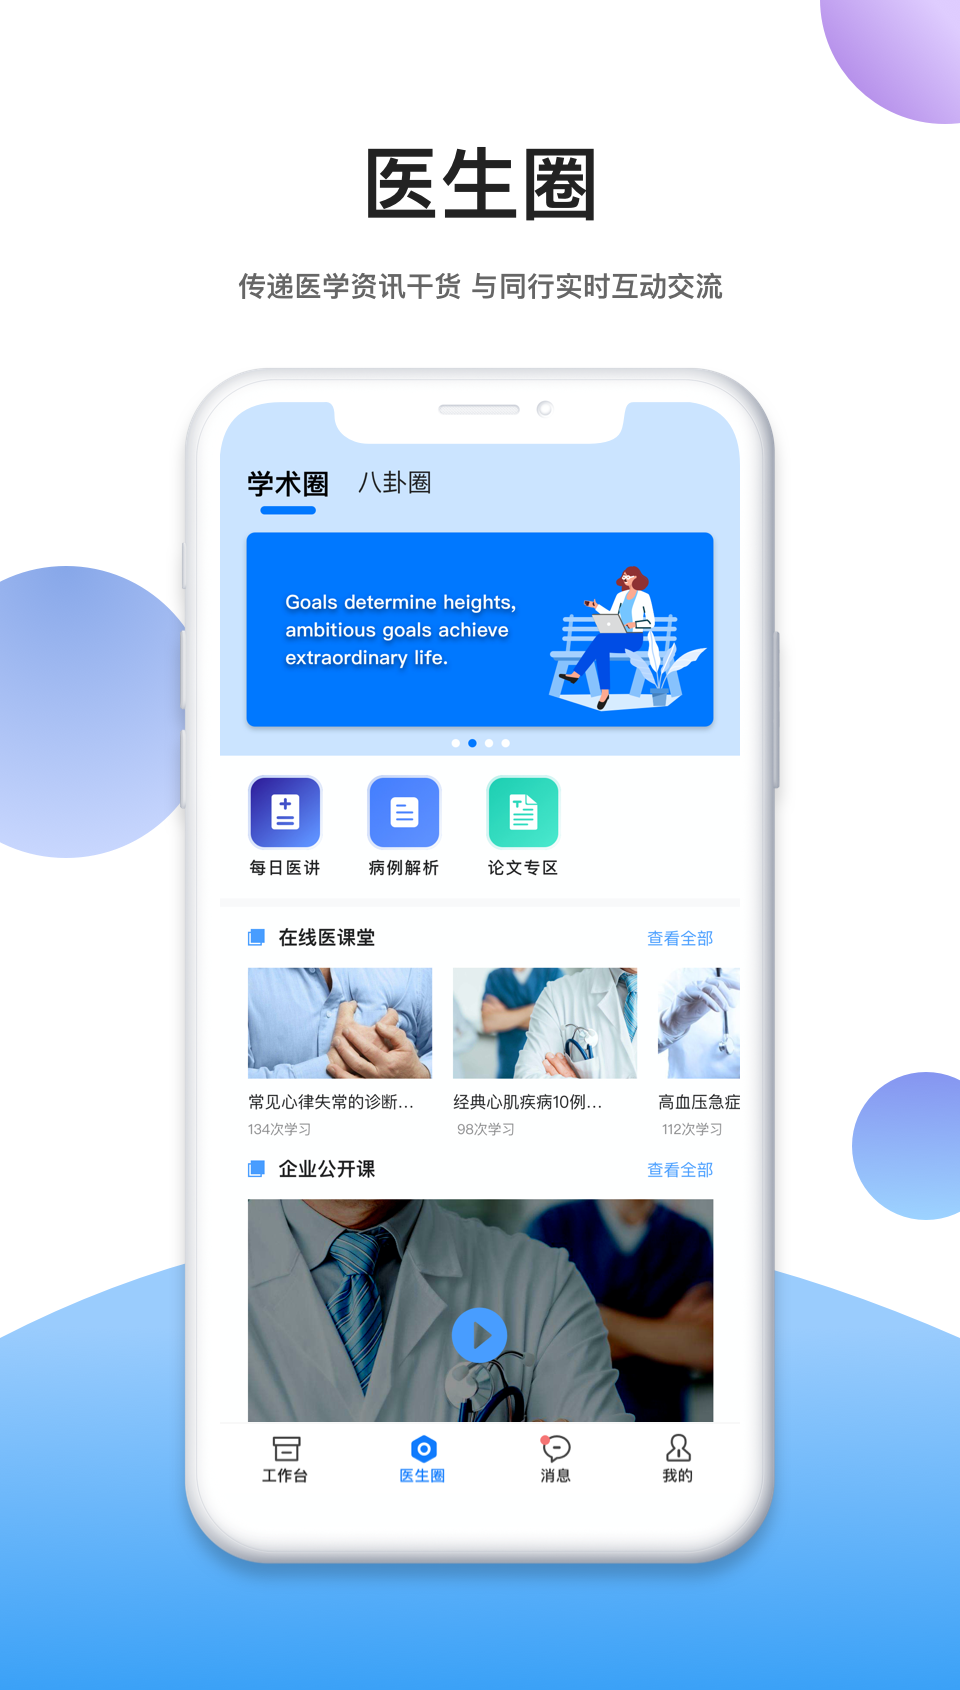 医生圈
传递医学资讯干货 与同行实时互动交流
学术圈 八卦圈
Goals determine heights,
ambitious goals achieve
extraordinary life.
每日医讲 病例解析 论文专区
在线医课堂 查看全部
常见心律失常的诊断... 经典心肌疾病10例... 高血压急症
134次学习 98次学习 112次学习
企业公开课 查看全部
工作台 医生圈 消息 我的